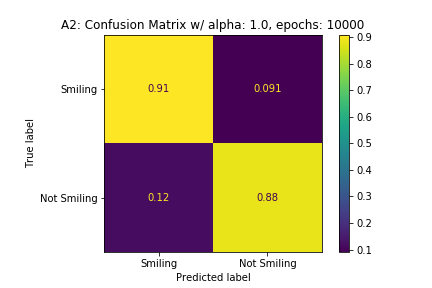 A2: Confusion Matrix w/ alpha: 1.0, epochs: 10000
Smiling
0.91
0.091
Not Smiling
0.12
0.88
True label
Smiling
Not Smiling
Predicted label
0.9
0.8
0.7
0.6
0.5
0.4
0.3
0.2
0.1